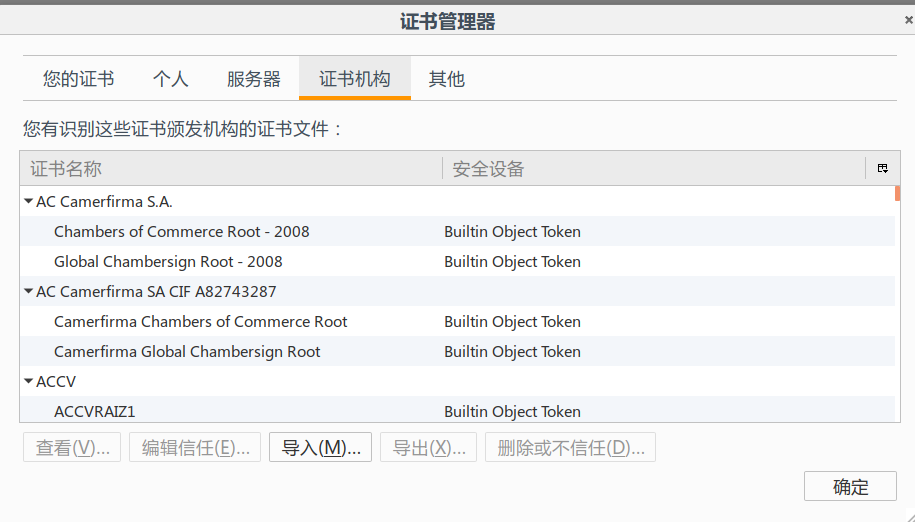 证书管理器
您的证书 个人 服务器 证书机构 其他
您有识别这些证书颁发机构的证书文件：
证书名称 安全设备
AC Camerfirma S.A.
Chambers of Commerce Root - 2008 Builtin Object Token
Global Chambersign Root - 2008 Builtin Object Token
AC Camerfirma SA CIF A82743287
Camerfirma Chambers of Commerce Root Builtin Object Token
Camerfirma Global Chambersign Root Builtin Object Token
ACCV
ACCVRAIZ1 Builtin Object Token
查看(V)... 编辑信任(E)... 导入(M)... 导出(X)... 删除或不信任(D)...
确定